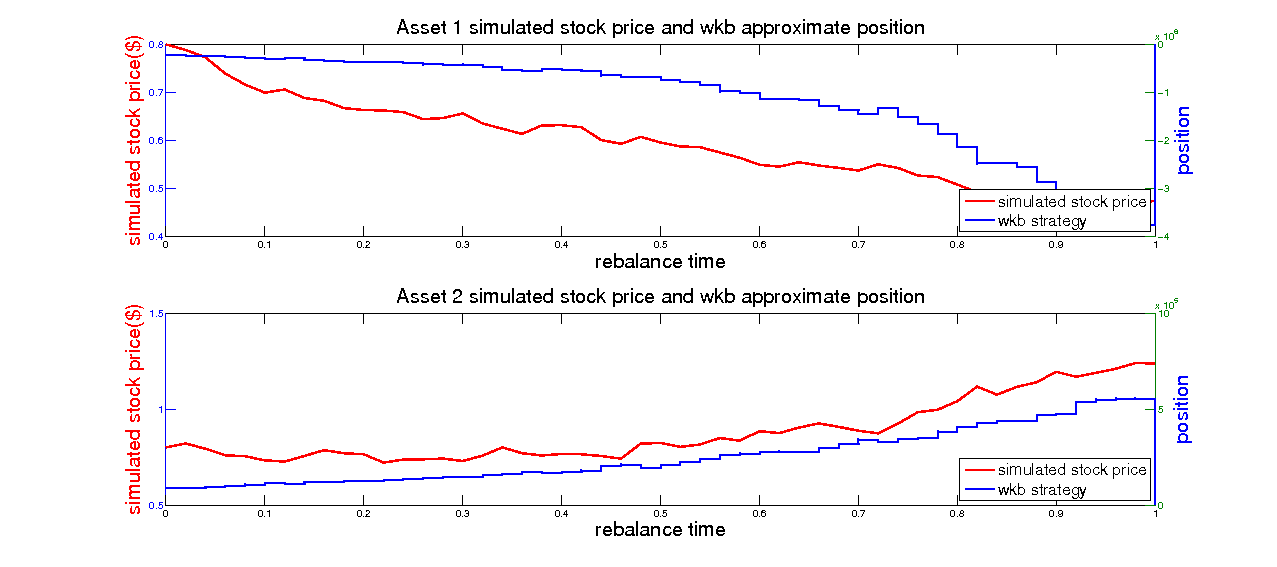 Asset 1 simulated stock price and wkb approximate position
simulated stock price($)
0.8
0.7
0.6
0.5
0.4
0 0.1 0.2 0.3 0.4 0.5 0.6 0.7 0.8 0.9 1
rebalance time
0
−1
−2
−3
−4
position
simulated stock price
wkb strategy
Asset 2 simulated stock price and wkb approximate position
simulated stock price($)
1.5
1
0.5
0 0.1 0.2 0.3 0.4 0.5 0.6 0.7 0.8 0.9 1
rebalance time
10
5
0
position
simulated stock price
wkb strategy